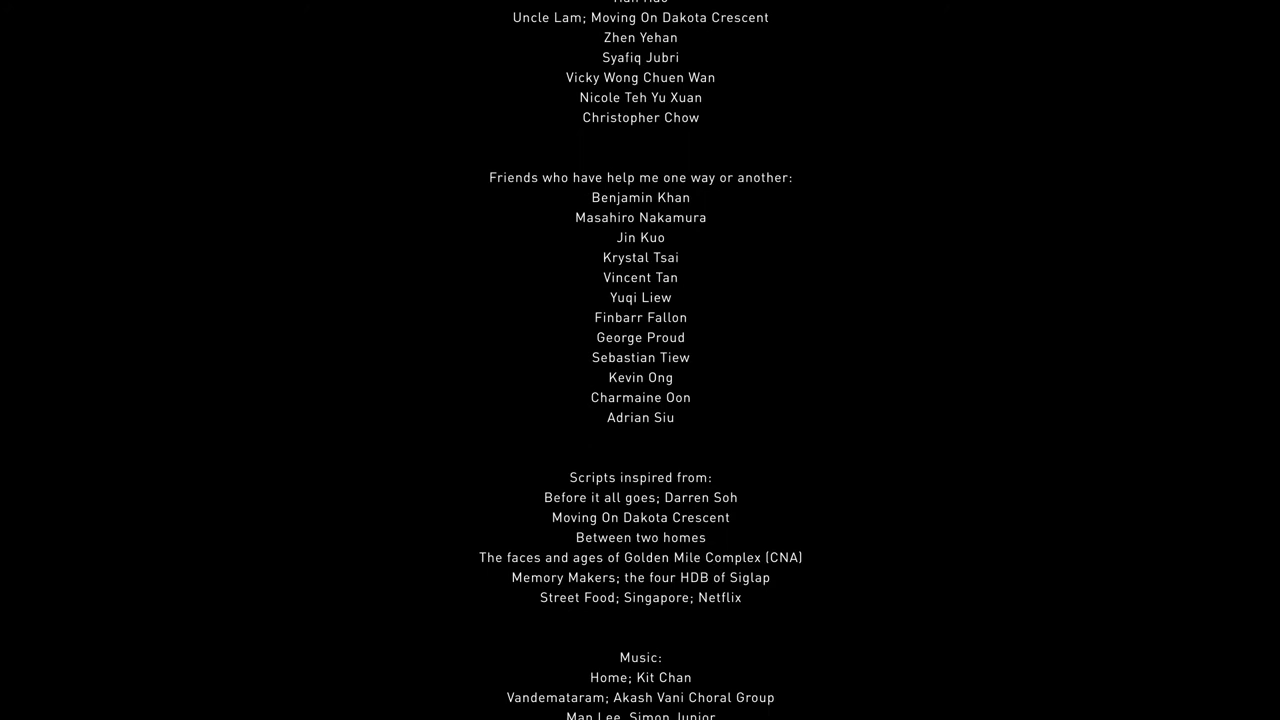 Uncle Lam; Moving On Dakota Crescent
Zhen Yehan
Syafiq Jubri
Vicky Wong Chuen Wan
Nicole Teh Yu Xuan
Christopher Chow
Friends who have help me one way or another:
Benjamin Khan
Masahiro Nakamura
Jin Kuo
Krystal Tsai
Vincent Tan
Yuqi Liew
Finbarr Fallon
George Proud
Sebastian Tiew
Kevin Ong
Charmaine Oon
Adrian Siu
Scripts inspired from:
Before it all goes; Darren Soh
Moving On Dakota Crescent
Between two homes
The faces and ages of Golden Mile Complex (CNA)
Memory Makers; the four HDB of Siglap
Street Food; Singapore; Netflix
Music:
Home; Kit Chan
Vandemataram; Akash Vani Choral Group
Man Lee, Simon Junior